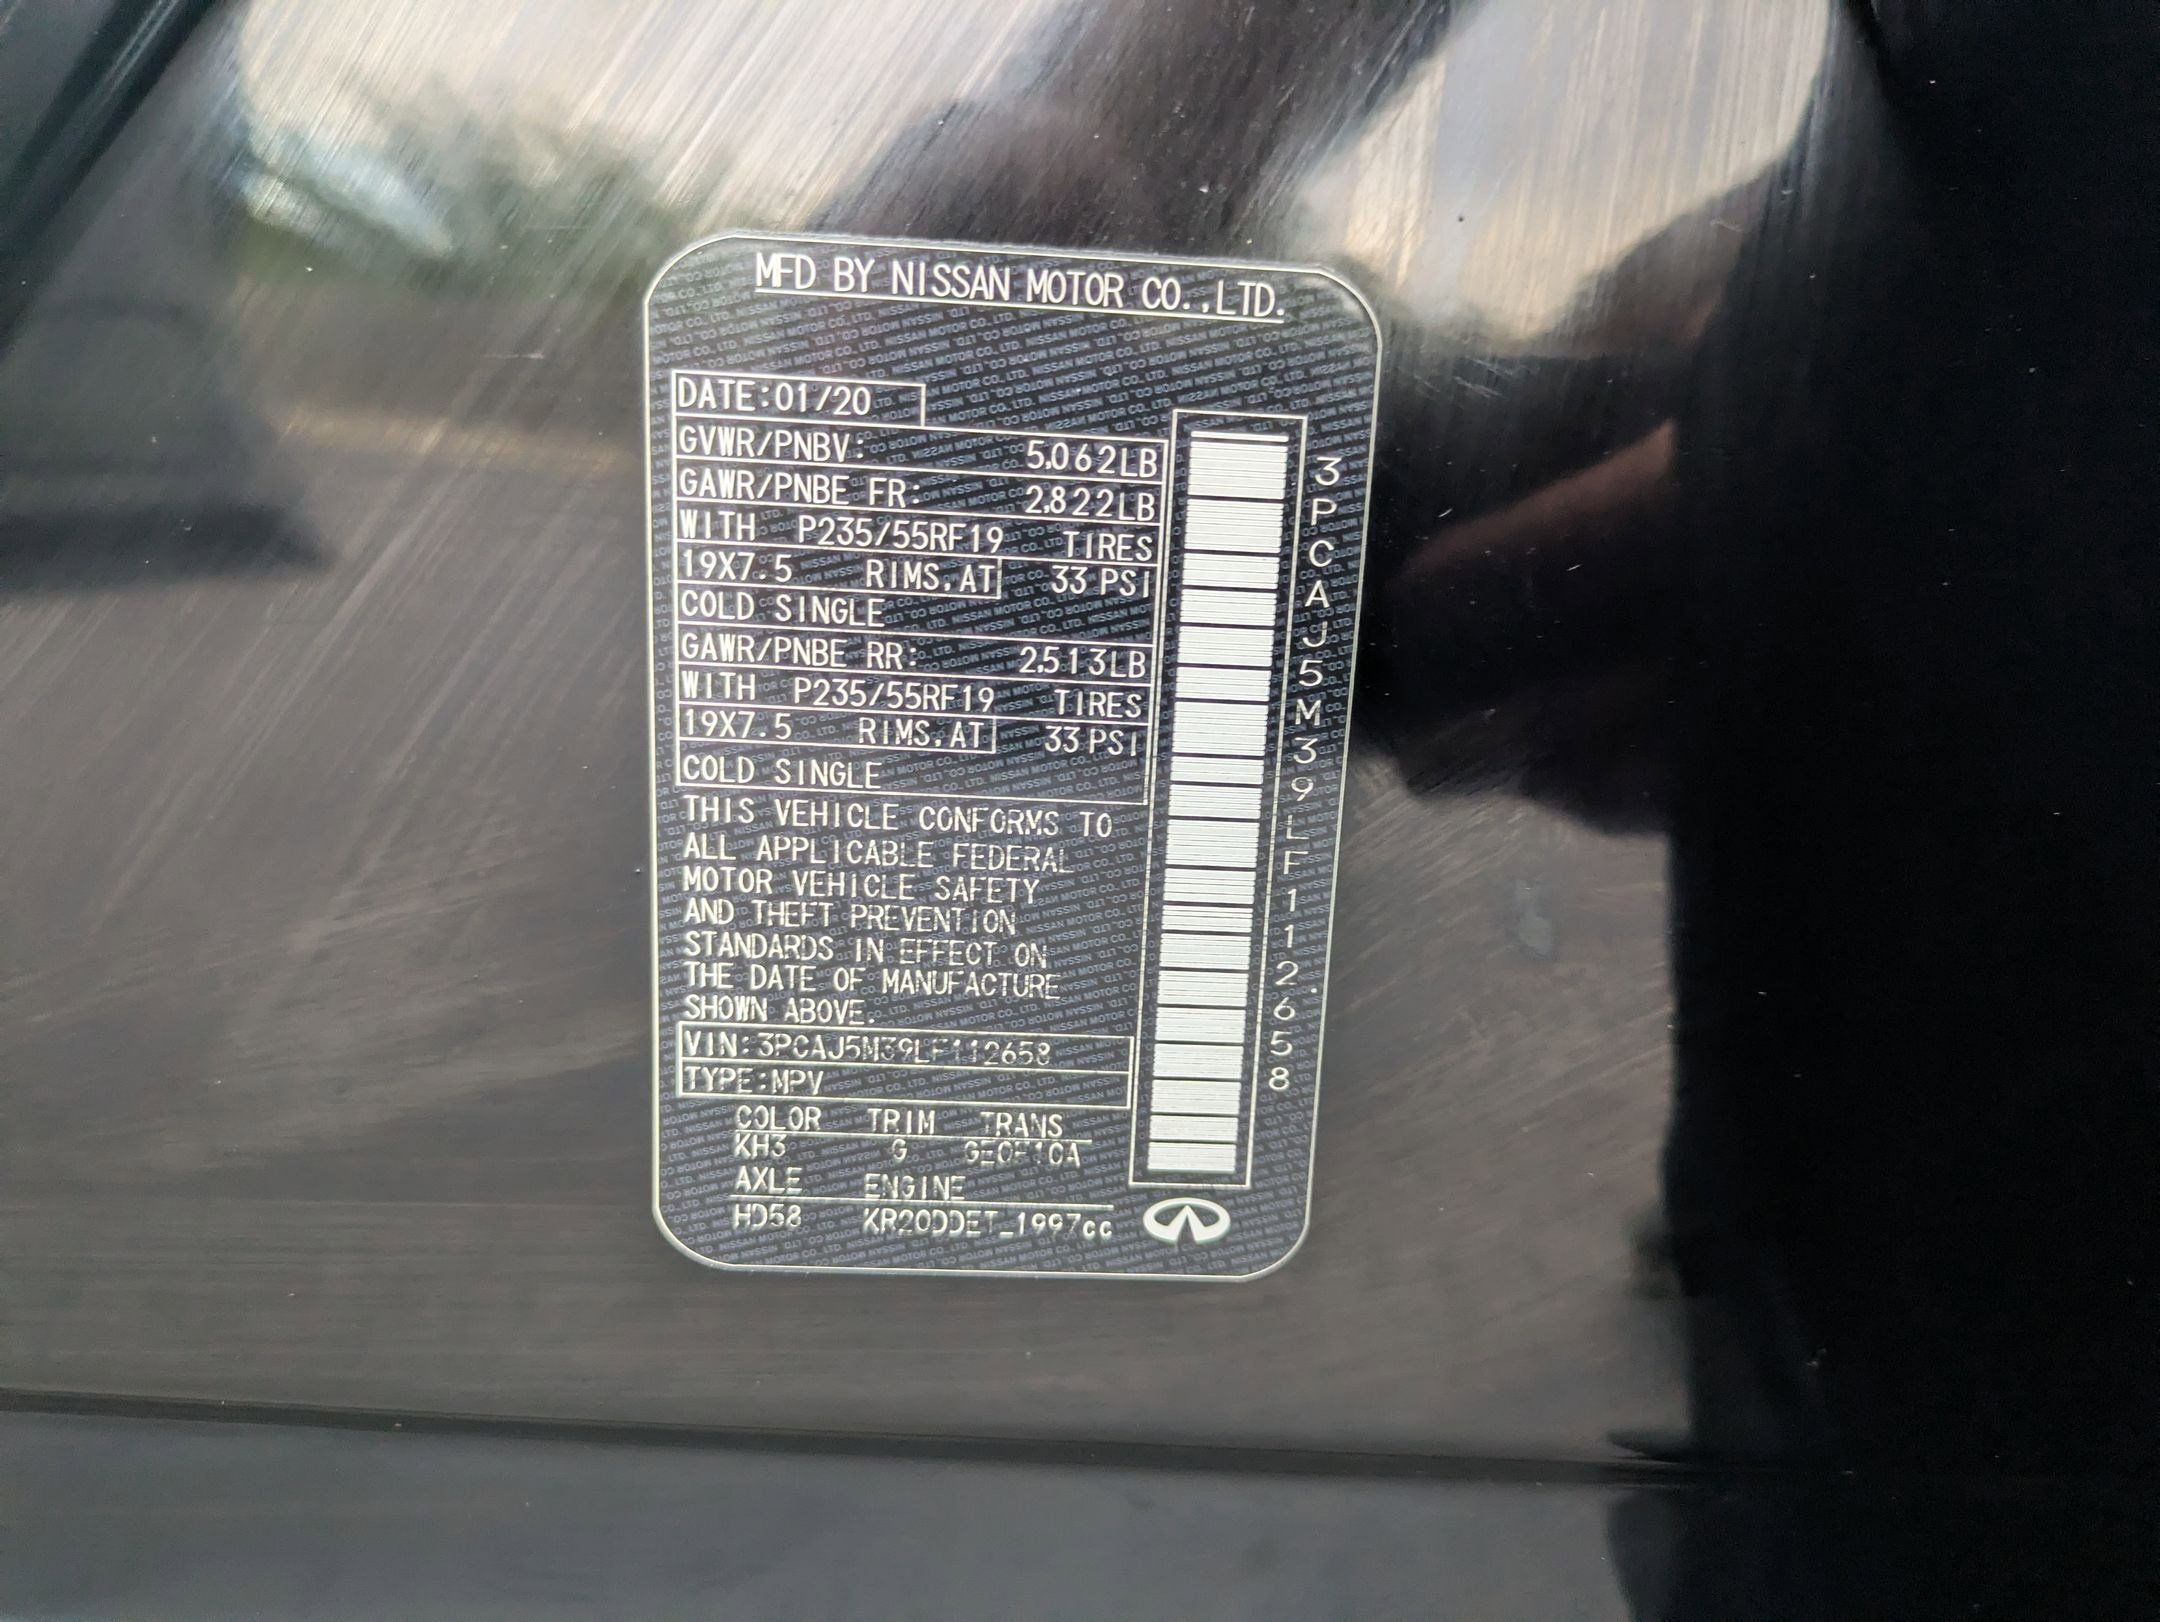 MFD BY NISSAN MOTOR CO.,LTD.
DATE:01/20
GVWR/PNBV: 5,062LB
GAWR/PNBE FR: 2,822LB
WITH P235/55RF19 TIRES
19X7.5 RIMS,AT 33 PSI
COLD SINGLE
GAWR/PNBE RR: 2,513LB
WITH P235/55RF19 TIRES
19X7.5 RIMS,AT 33 PSI
COLD SINGLE
THIS VEHICLE CONFORMS TO
ALL APPLICABLE FEDERAL
MOTOR VEHICLE SAFETY
AND THEFT PREVENTION
STANDARDS IN EFFECT ON
THE DATE OF MANUFACTURE
SHOWN ABOVE.
VIN:3PCAJ5M39LF112658
TYPE:MPV
COLOR TRIM TRANS
KH3 G
AXLE ENGINE
HD58 KR20DDET_1997cc
3PCAJ5M39LF112658